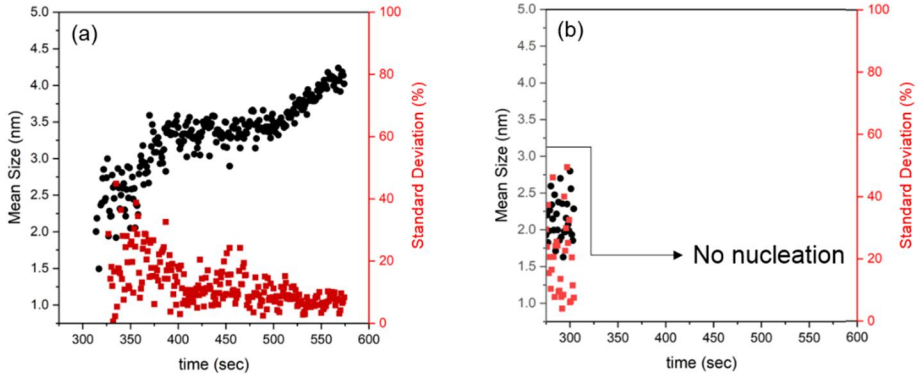 (a)
Mean Size (nm)
5.0
4.5
4.0
3.5
3.0
2.5
2.0
1.5
1.0
100
80
60
40
20
0
Standard Deviation (%)
300 350 400 450 500 550 600
time (sec)
(b)
Mean Size (nm)
5.0
4.5
4.0
3.5
3.0
2.5
2.0
1.5
1.0
No nucleation
100
80
60
40
20
0
Standard Deviation (%)
300 350 400 450 500 550 600
time (sec)